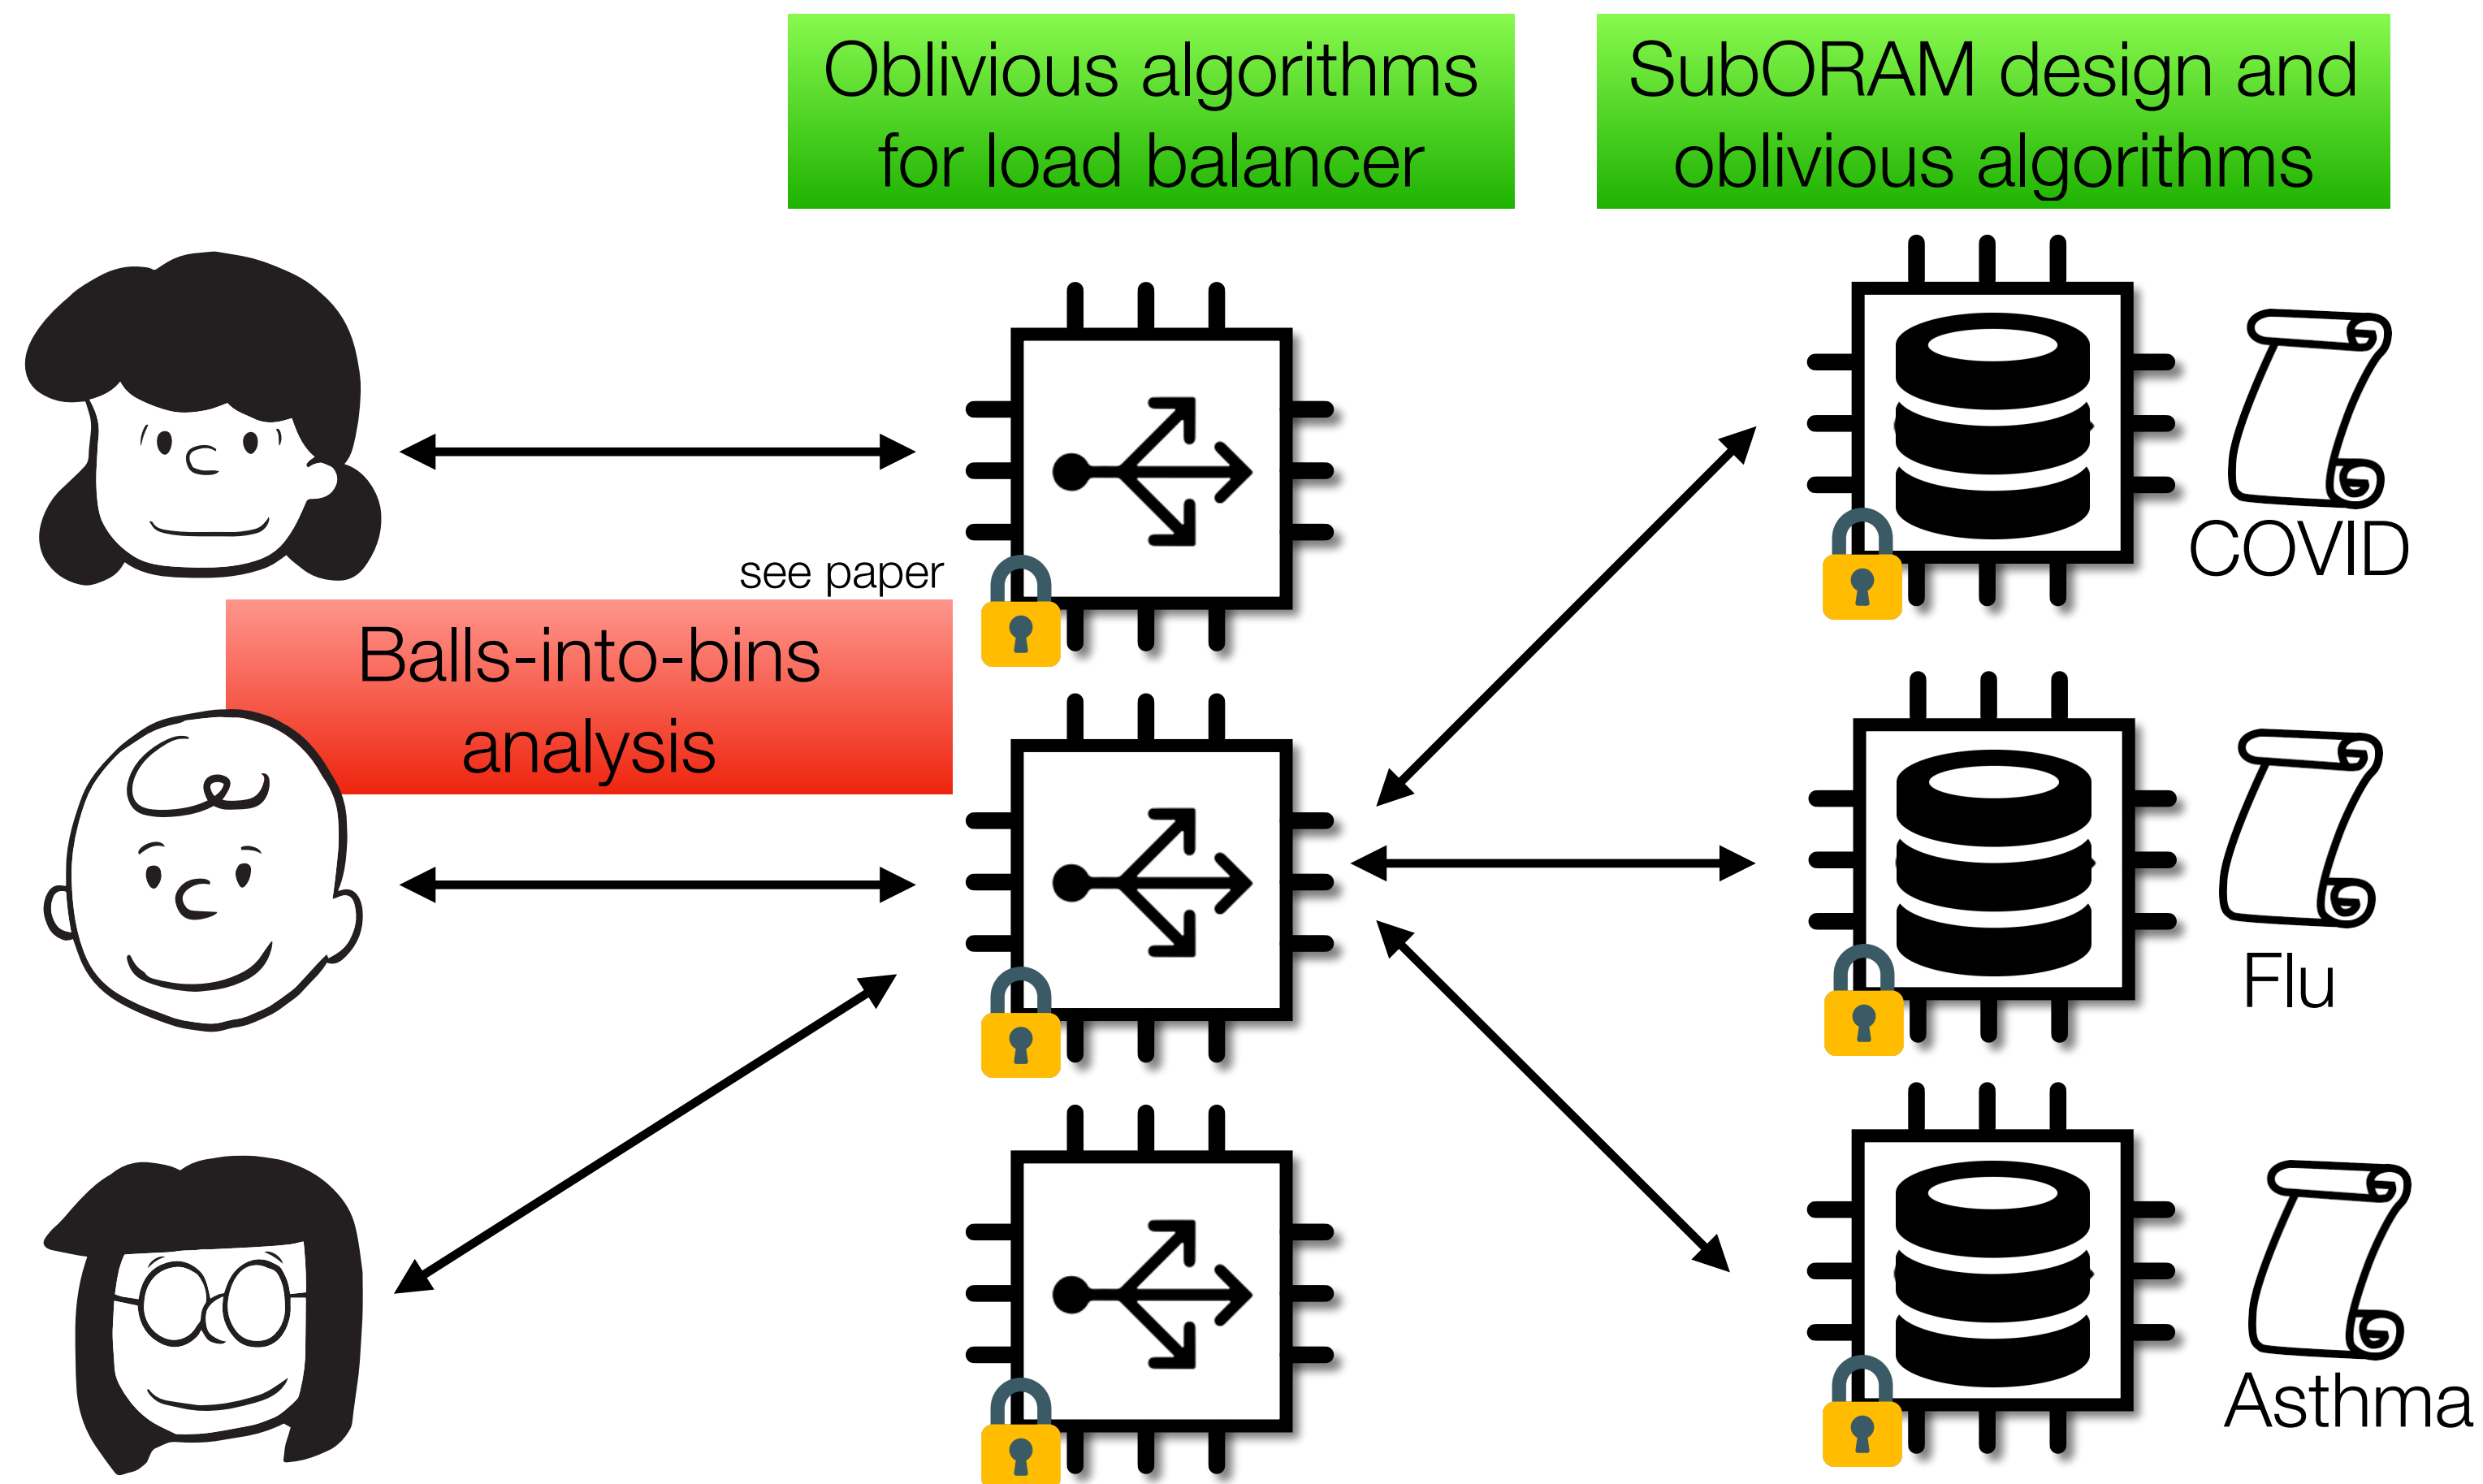 Oblivious algorithms
for load balancer
SubORAM design and
oblivious algorithms
see paper
Balls-into-bins
analysis
COVID
Flu
Asthma